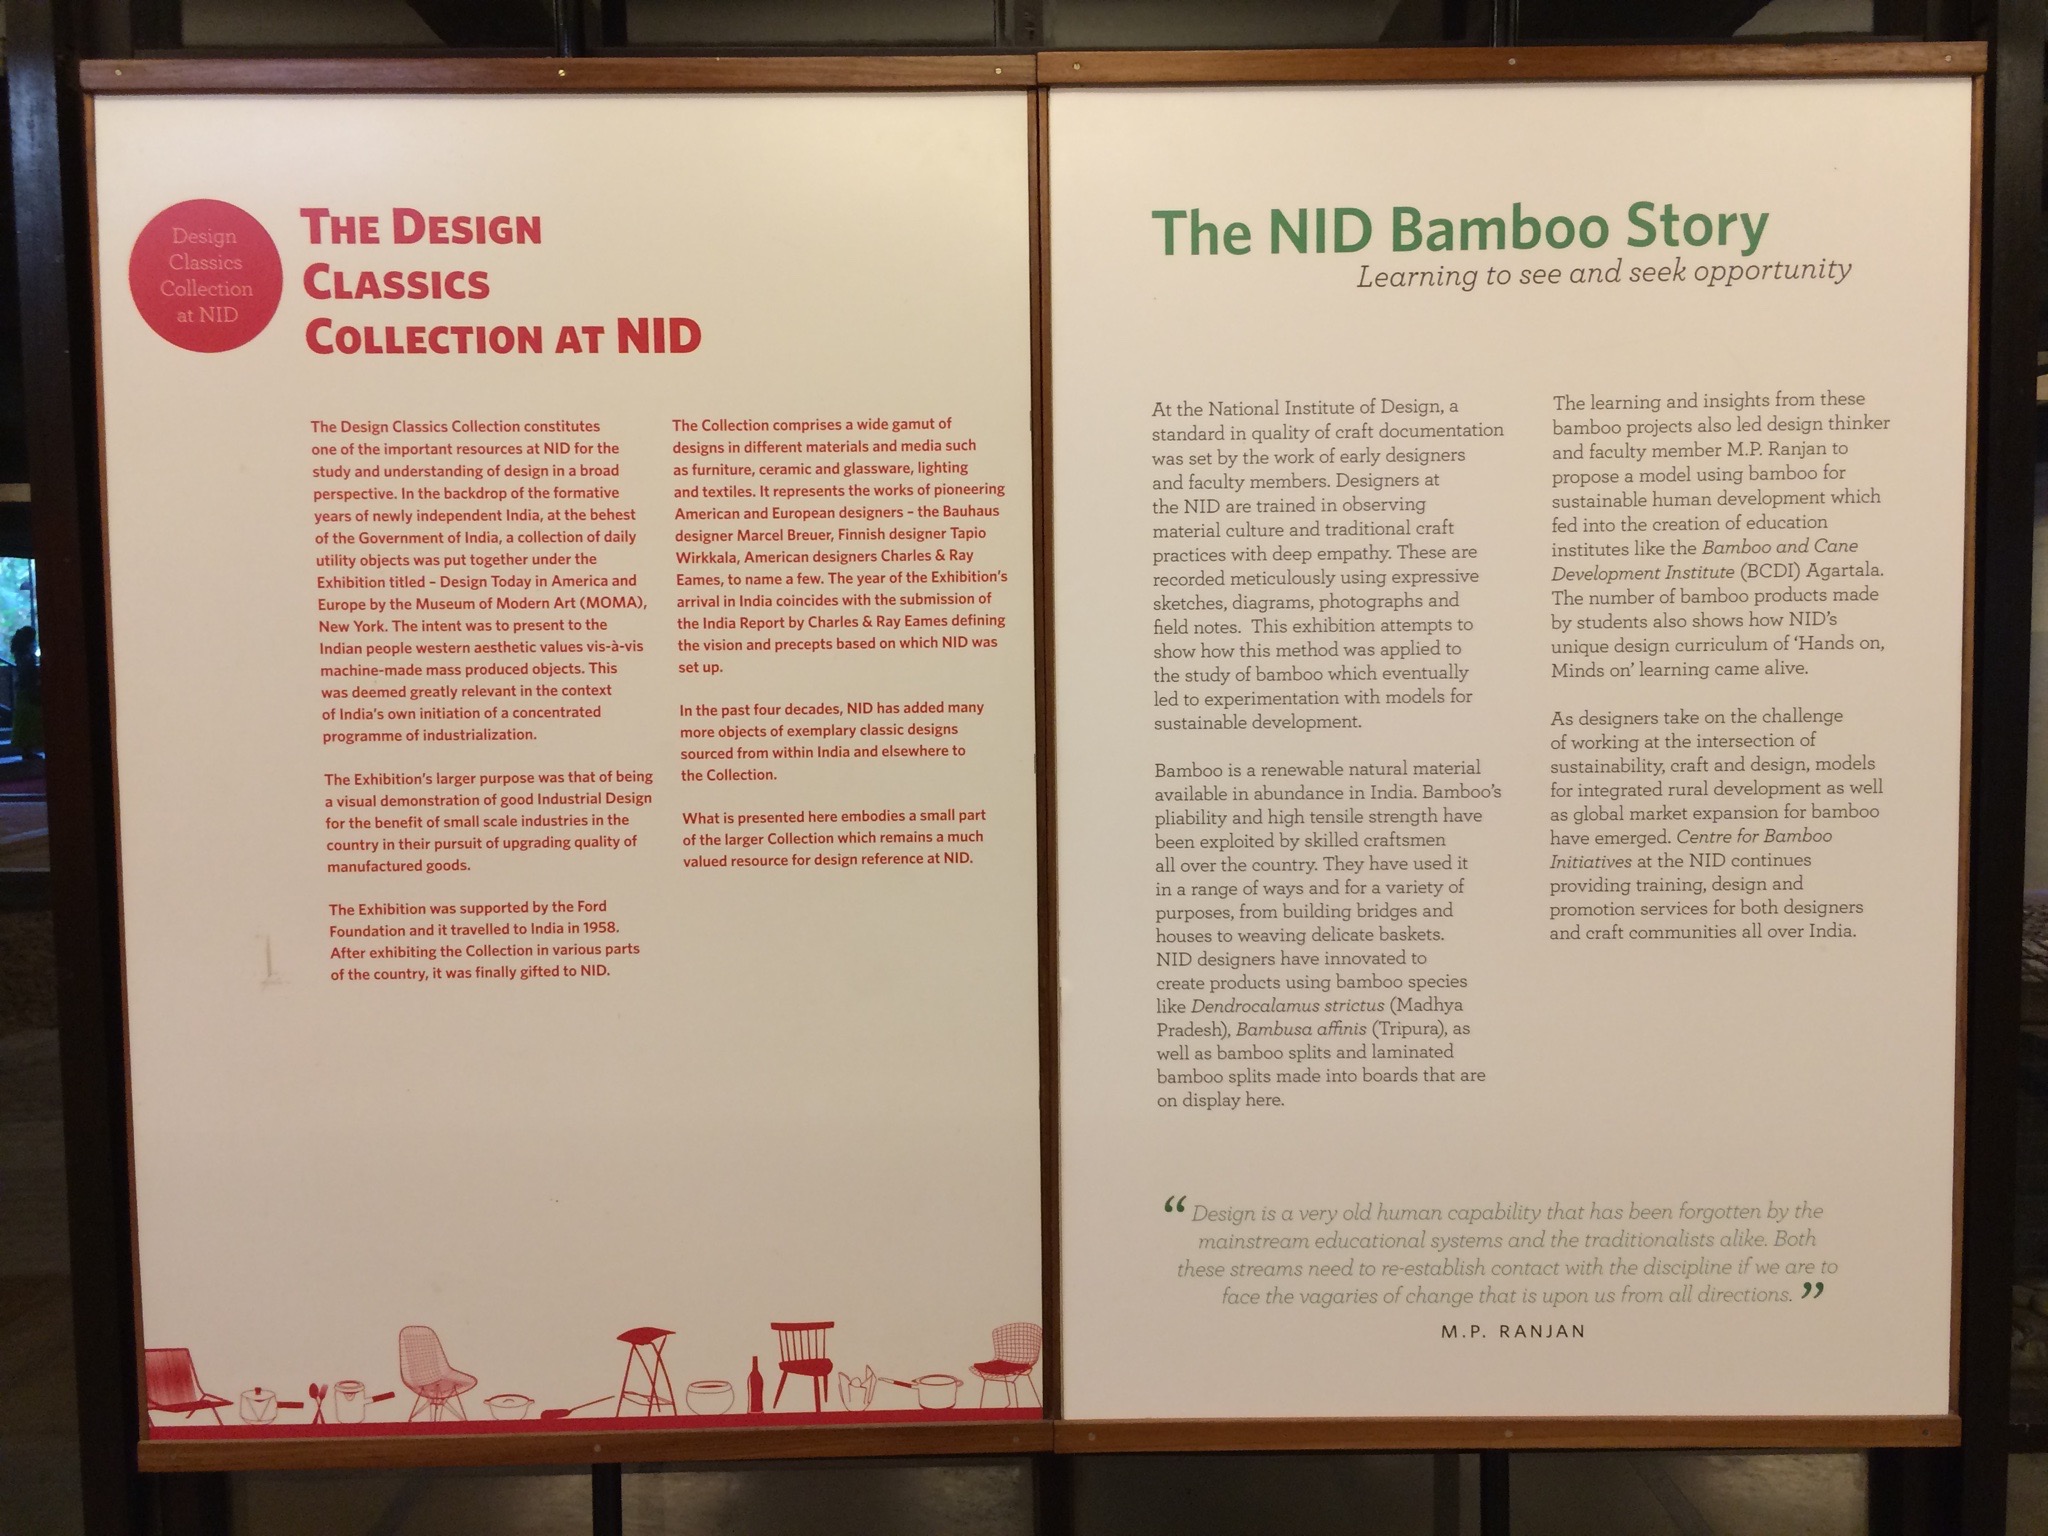 Design
Classics
Collection
at NID
The Design
Classics
Collection at NID
The Design Classics Collection constitutes
one of the important resources at NID for the
study and understanding of design in a broad
perspective. In the backdrop of the formative
years of newly independent India, at the behest
of the Government of India, a collection of daily
utility objects was put together under the
Exhibition titled – Design Today in America and
Europe by the Museum of Modern Art (MOMA),
New York. The intent was to present to the
Indian people western aesthetic values vis-à-vis
machine-made mass produced objects. This
was deemed greatly relevant in the context
of India's own initiation of a concentrated
programme of industrialization.
The Exhibition's larger purpose was that of being
a visual demonstration of good Industrial Design
for the benefit of small scale industries in the
country in their pursuit of upgrading quality of
manufactured goods.
The Exhibition was supported by the Ford
Foundation and it travelled to India in 1958.
After exhibiting the Collection in various parts
of the country, it was finally gifted to NID.
The Collection comprises a wide gamut of
designs in different materials and media such
as furniture, ceramic and glassware, lighting
and textiles. It represents the works of pioneering
American and European designers – the Bauhaus
designer Marcel Breuer, Finnish designer Tapio
Wirkkala, American designers Charles & Ray
Eames, to name a few. The year of the Exhibition's
arrival in India coincides with the submission of
the India Report by Charles & Ray Eames defining
the vision and precepts based on which NID was
set up.
In the past four decades, NID has added many
more objects of exemplary classic designs
sourced from within India and elsewhere to
the Collection.
What is presented here embodies a small part
of the larger Collection which remains a much
valued resource for design reference at NID.
The NID Bamboo Story
Learning to see and seek opportunity
At the National Institute of Design, a
standard in quality of craft documentation
was set by the work of early designers
and faculty members. Designers at
the NID are trained in observing
material culture and traditional craft
practices with deep empathy. These are
recorded meticulously using expressive
sketches, diagrams, photographs and
field notes. This exhibition attempts to
show how this method was applied to
the study of bamboo which eventually
led to experimentation with models for
sustainable development.
Bamboo is a renewable natural material
available in abundance in India. Bamboo's
pliability and high tensile strength have
been exploited by skilled craftsmen
all over the country. They have used it
in a range of ways and for a variety of
purposes, from building bridges and
houses to weaving delicate baskets.
NID designers have innovated to
create products using bamboo species
like Dendrocalamus strictus (Madhya
Pradesh), Bambusa affinis (Tripura), as
well as bamboo splits and laminated
bamboo splits made into boards that are
on display here.
The learning and insights from these
bamboo projects also led design thinker
and faculty member M.P. Ranjan to
propose a model using bamboo for
sustainable human development which
fed into the creation of education
institutes like the Bamboo and Cane
Development Institute (BCDI) Agartala.
The number of bamboo products made
by students also shows how NID's
unique design curriculum of 'Hands on,
Minds on' learning came alive.
As designers take on the challenge
of working at the intersection of
sustainability, craft and design, models
for integrated rural development as well
as global market expansion for bamboo
have emerged. Centre for Bamboo
Initiatives at the NID continues
providing training, design and
promotion services for both designers
and craft communities all over India.
“Design is a very old human capability that has been forgotten by the
mainstream educational systems and the traditionalists alike. Both
these streams need to re-establish contact with the discipline if we are to
face the vagaries of change that is upon us from all directions.”
M.P. RANJAN